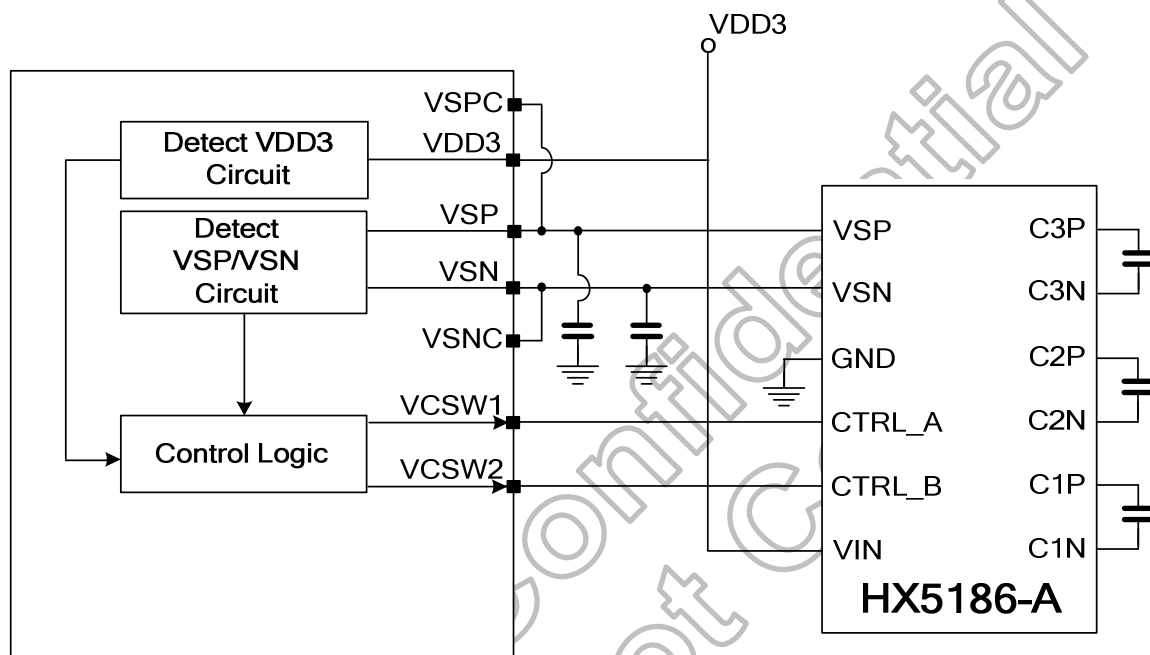 VDD3
VSPC
Detect VDD3
Circuit
VDD3
Detect
VSP/VSN
Circuit
VSP
VSN
VSNC
VCSW1
Control Logic
VCSW2
VSP
VSN
GND
CTRL_A
CTRL_B
VIN
C3P
C3N
C2P
C2N
C1P
C1N
HX5186-A
Confidential